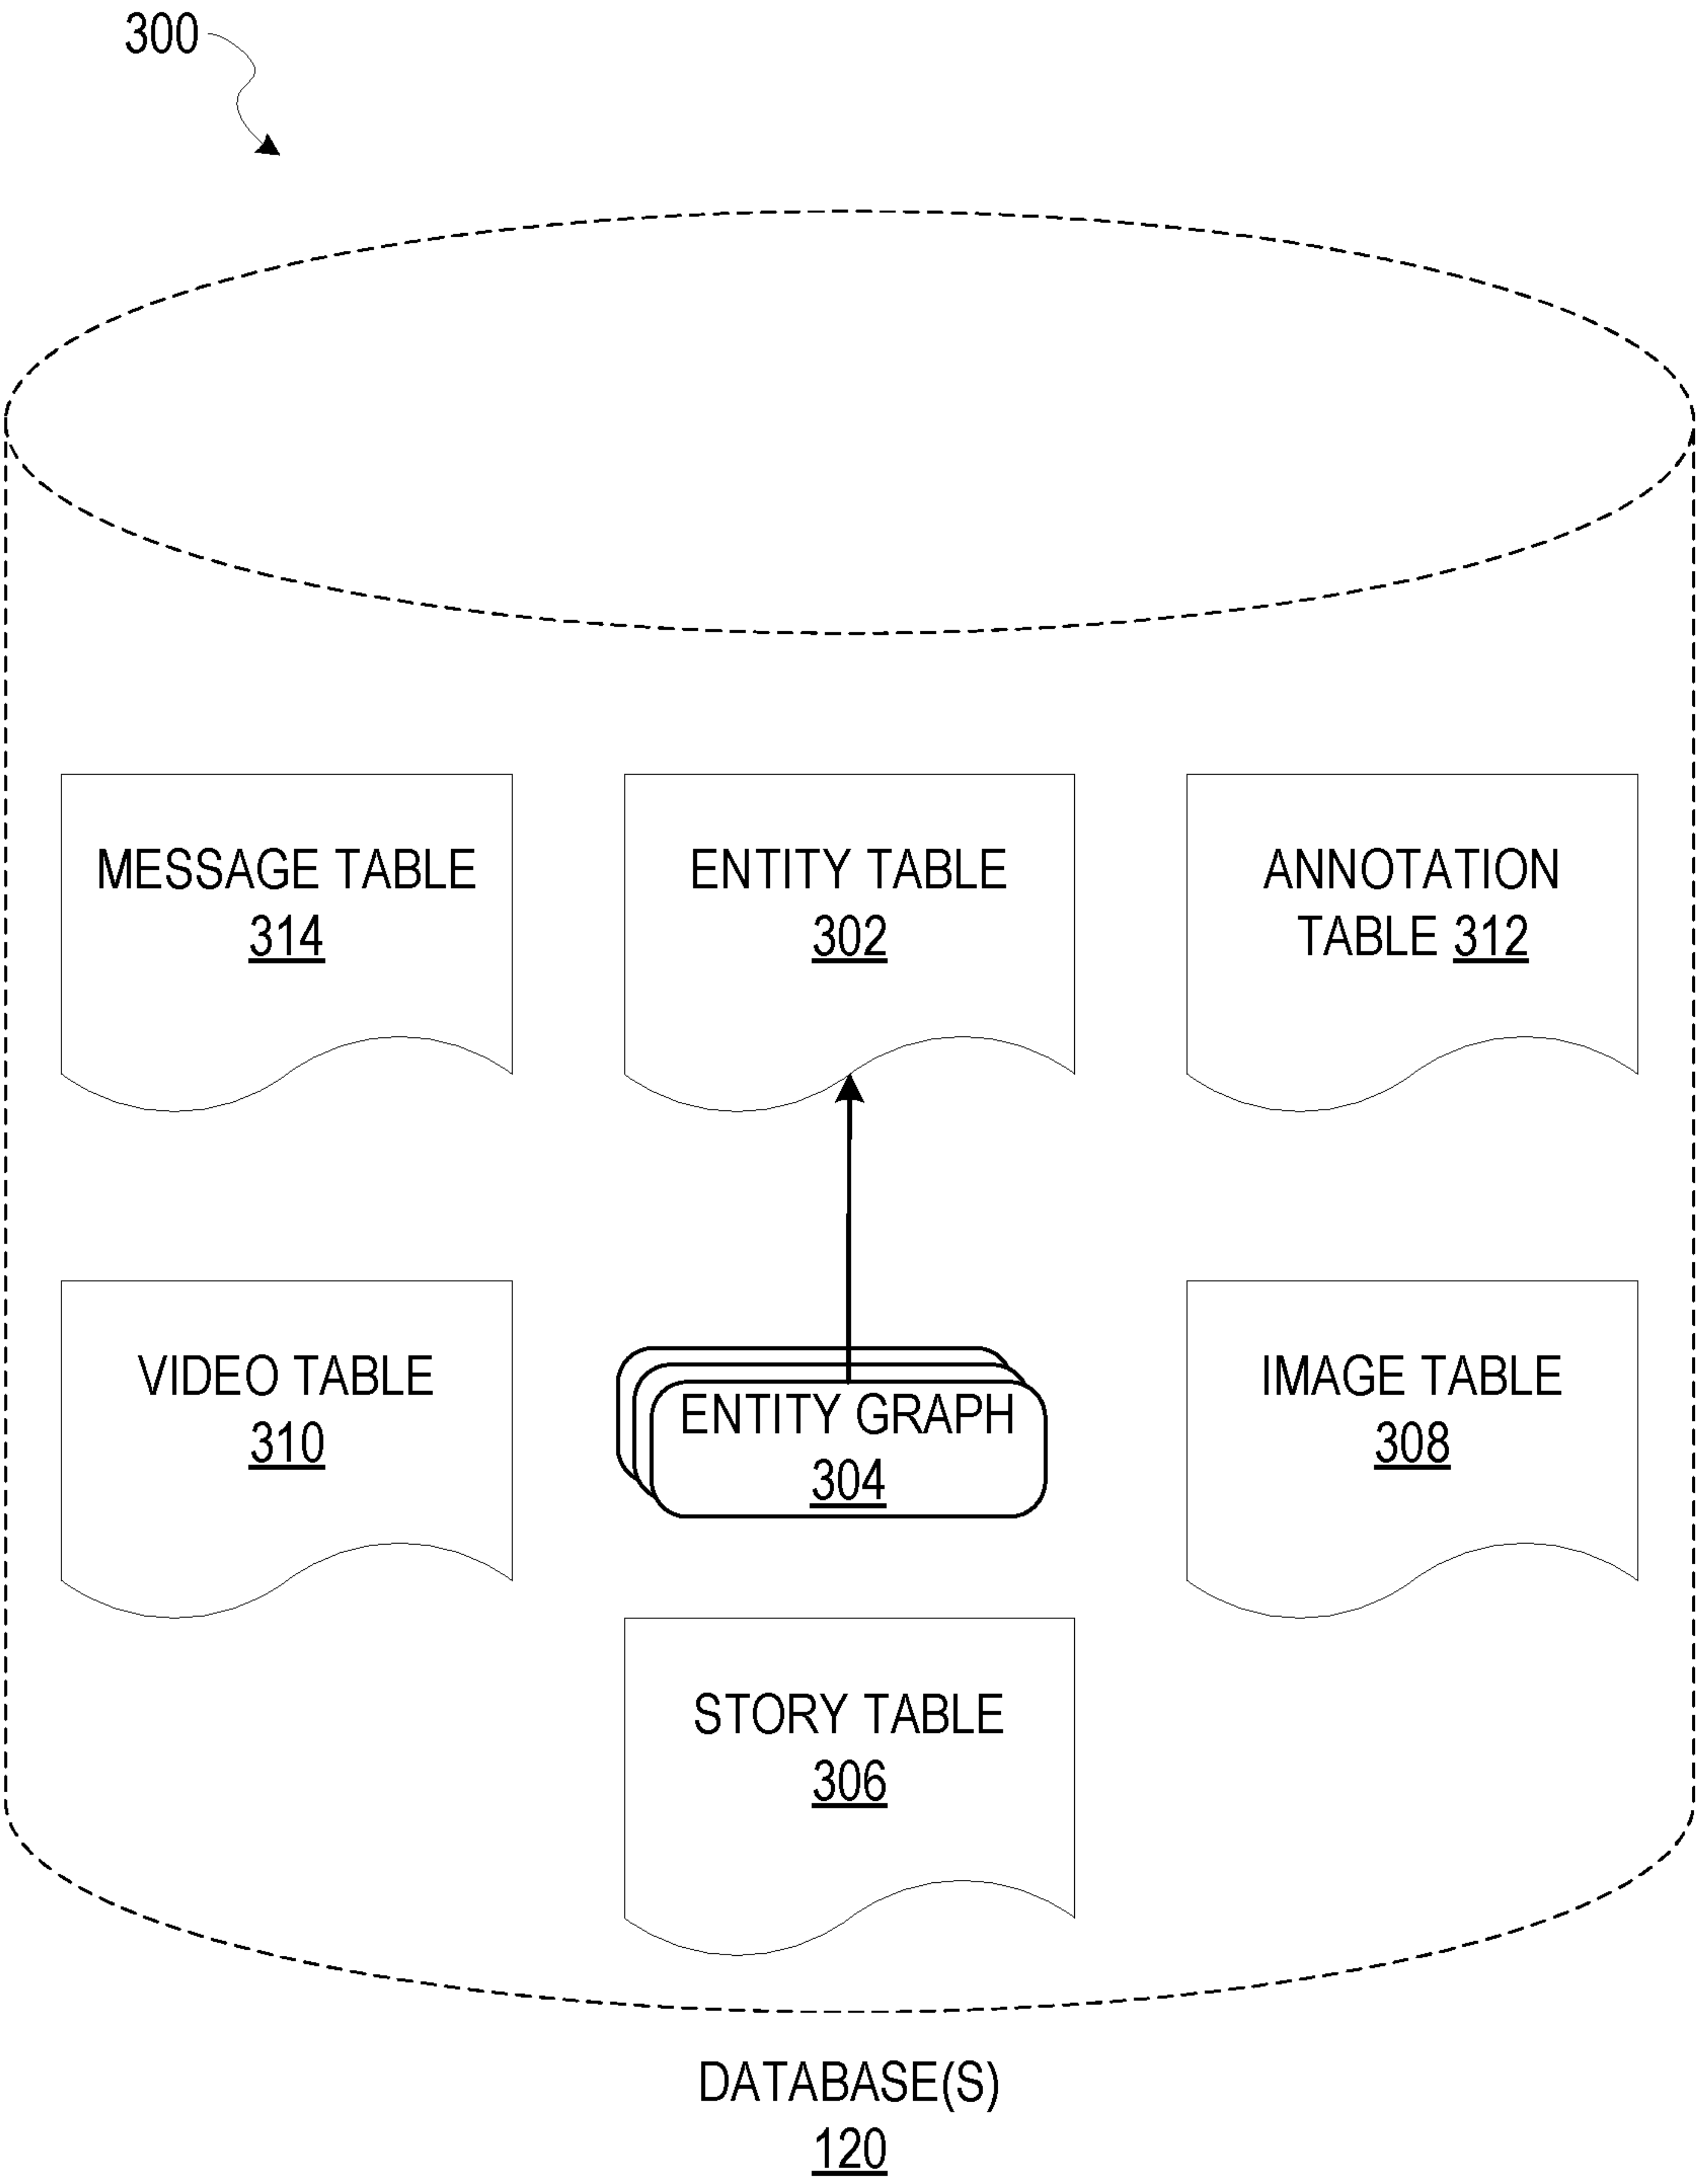 300
MESSAGE TABLE
314
ENTITY TABLE
302
ANNOTATION
TABLE 312
VIDEO TABLE
310
ENTITY GRAPH
304
IMAGE TABLE
308
STORY TABLE
306
DATABASE(S)
120